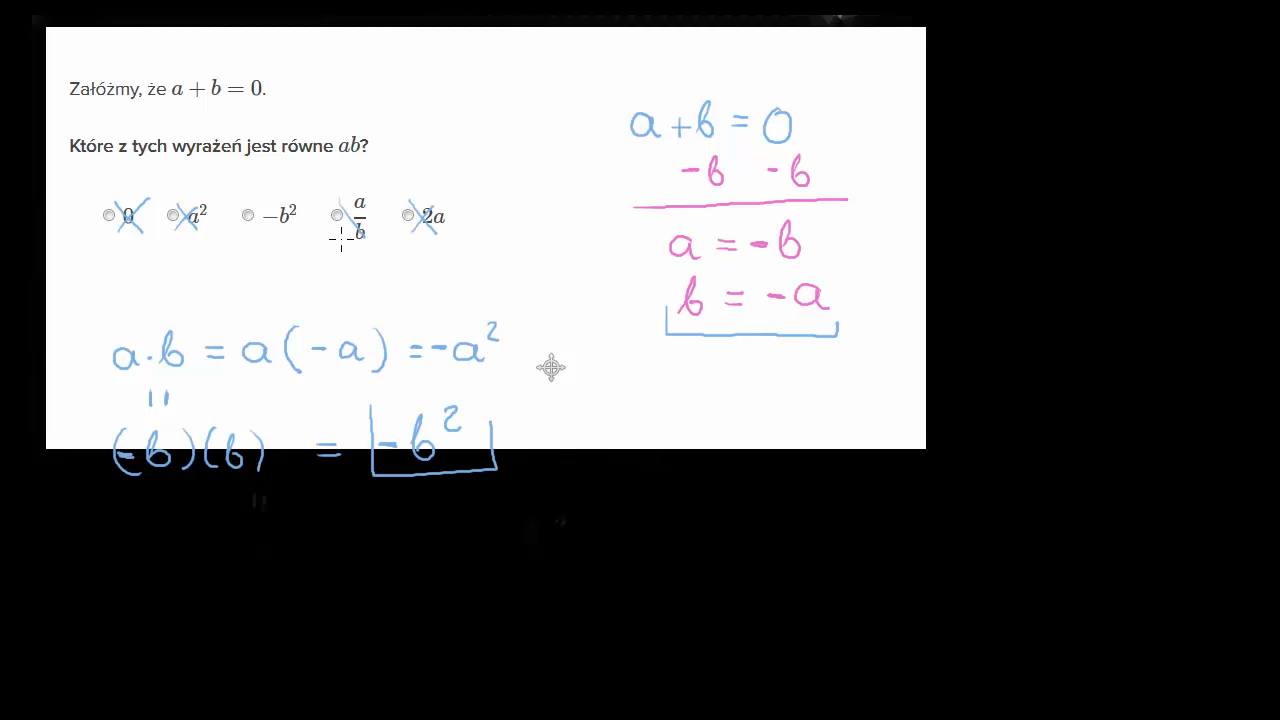 Załóżmy, że a + b = 0.
Które z tych wyrażeń jest równe ab?
0 a² −b² a/b 2a
a + b = 0
−b −b
a = −b
b = −a
a · b = a(−a) = −a²
||
(−b)(b) = −b²